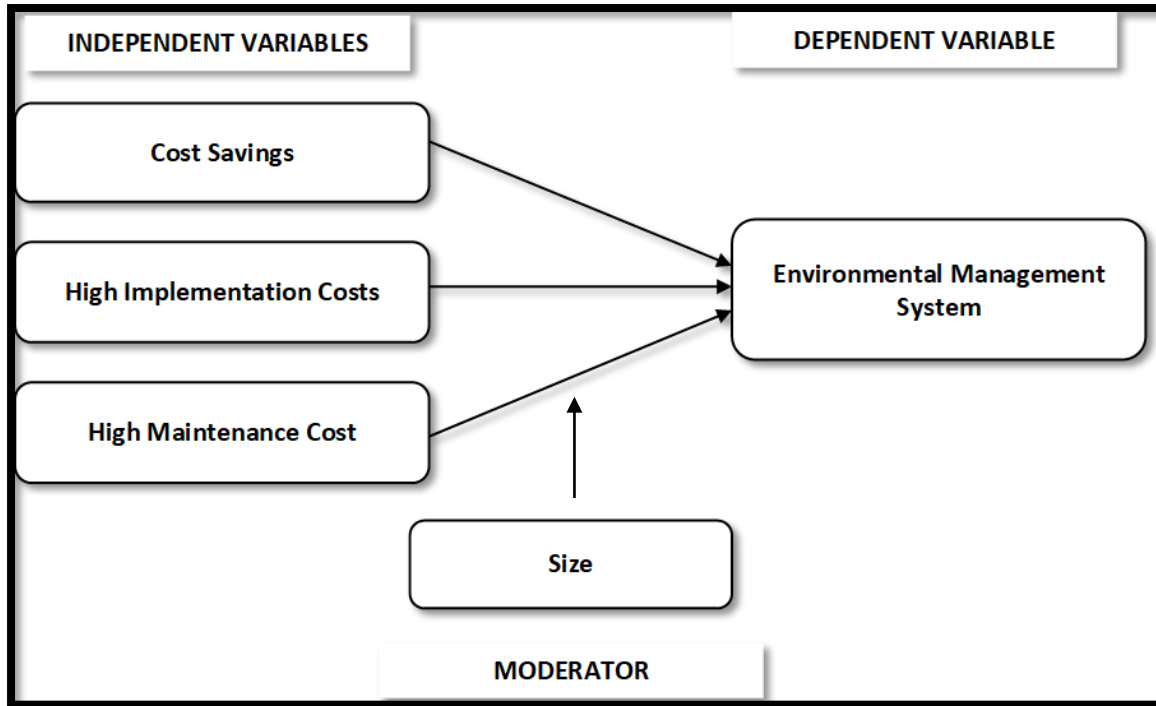 INDEPENDENT VARIABLES
DEPENDENT VARIABLE
Cost Savings
High Implementation Costs
Environmental Management
System
High Maintenance Cost
Size
MODERATOR